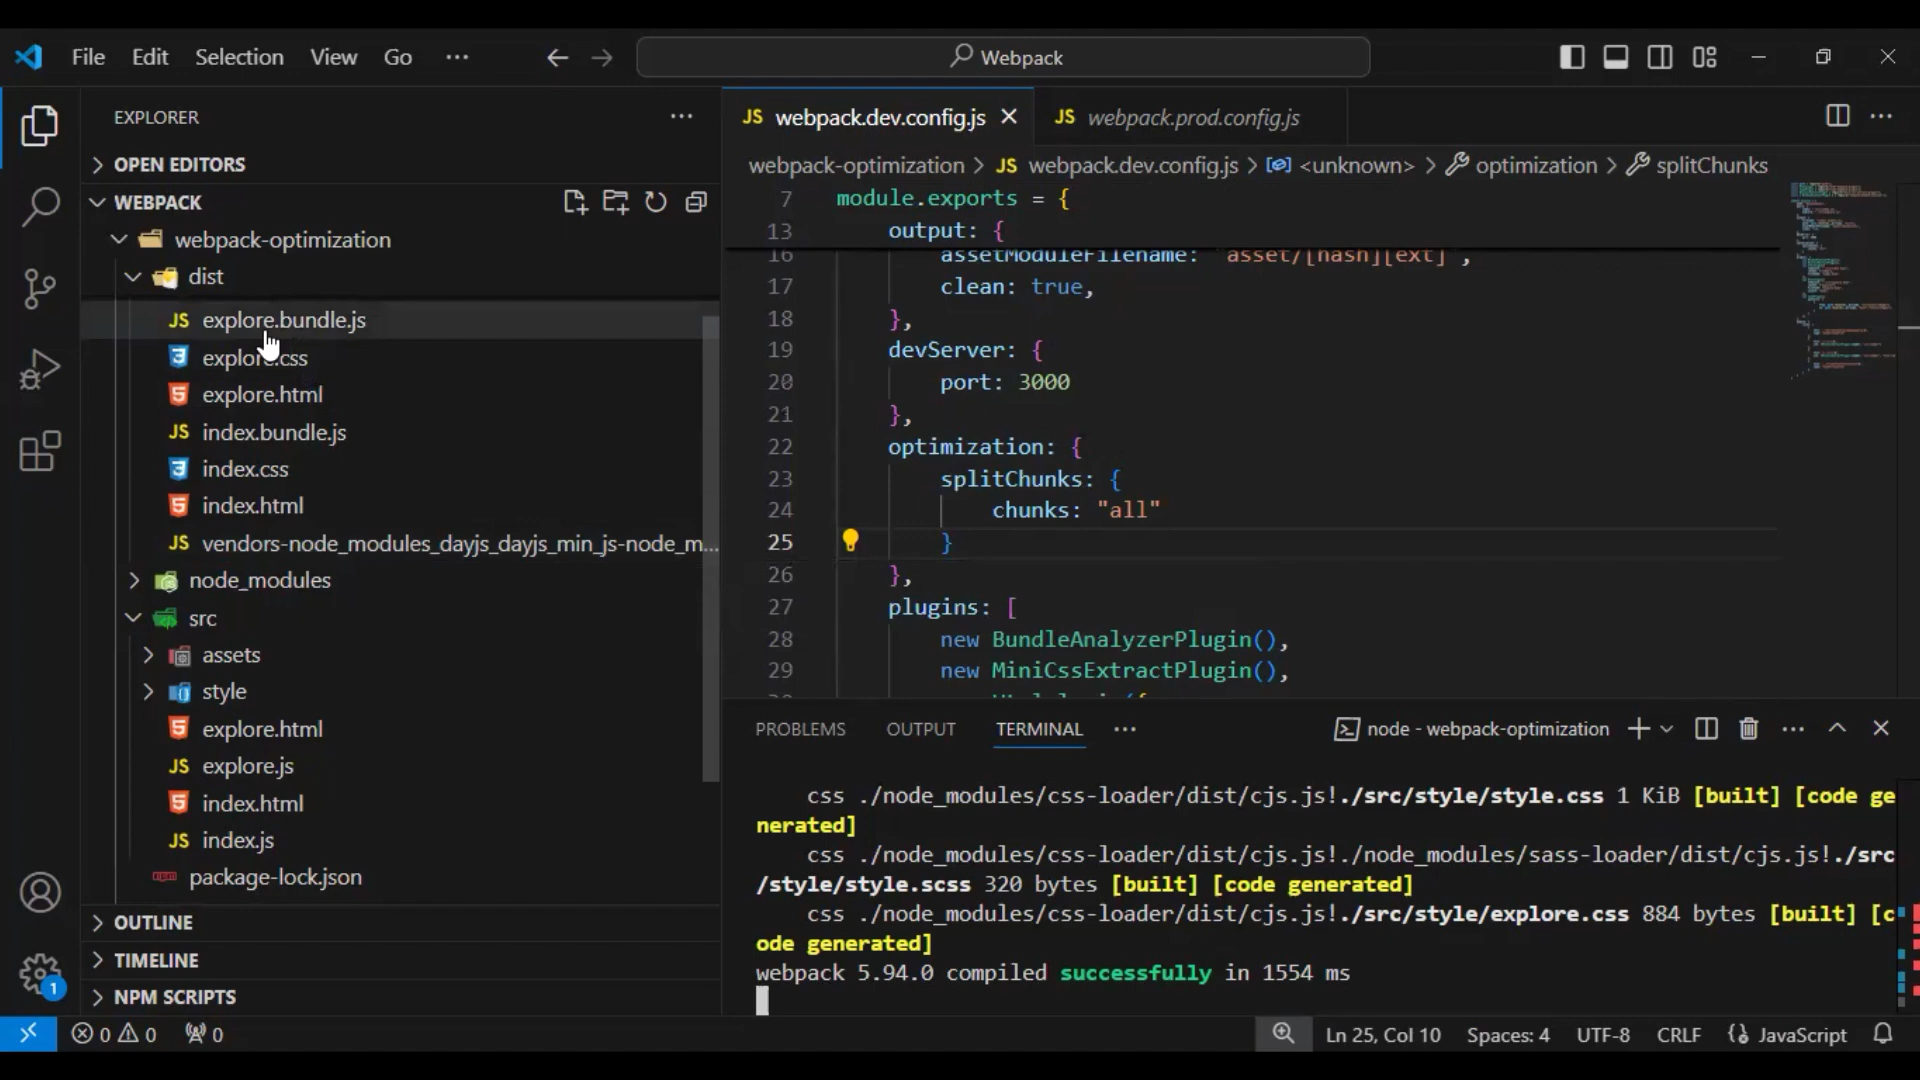 File Edit Selection View Go ··· Webpack
EXPLORER
OPEN EDITORS
WEBPACK
webpack-optimization
dist
explore.bundle.js
explore.css
explore.html
index.bundle.js
index.css
index.html
vendors-node_modules_dayjs_dayjs_min_js-node_m...
node_modules
src
assets
style
explore.html
explore.js
index.html
index.js
package-lock.json
OUTLINE
TIMELINE
NPM SCRIPTS
JS webpack.dev.config.js JS webpack.prod.config.js
webpack-optimization > JS webpack.dev.config.js > <unknown> > optimization > splitChunks
7 module.exports = {
13 output: {
16 assetModuleFilename: "asset/[hash][ext]",
17 clean: true,
18 },
19 devServer: {
20 port: 3000
21 },
22 optimization: {
23 splitChunks: {
24 chunks: "all"
25 }
26 },
27 plugins: [
28 new BundleAnalyzerPlugin(),
29 new MiniCssExtractPlugin(),
PROBLEMS OUTPUT TERMINAL ··· node - webpack-optimization
css ./node_modules/css-loader/dist/cjs.js!./src/style/style.css 1 KiB [built] [code ge
nerated]
css ./node_modules/css-loader/dist/cjs.js!./node_modules/sass-loader/dist/cjs.js!./src
/style/style.scss 320 bytes [built] [code generated]
css ./node_modules/css-loader/dist/cjs.js!./src/style/explore.css 884 bytes [built] [c
ode generated]
webpack 5.94.0 compiled successfully in 1554 ms
1
0 0 0 Ln 25, Col 10 Spaces: 4 UTF-8 CRLF JavaScript